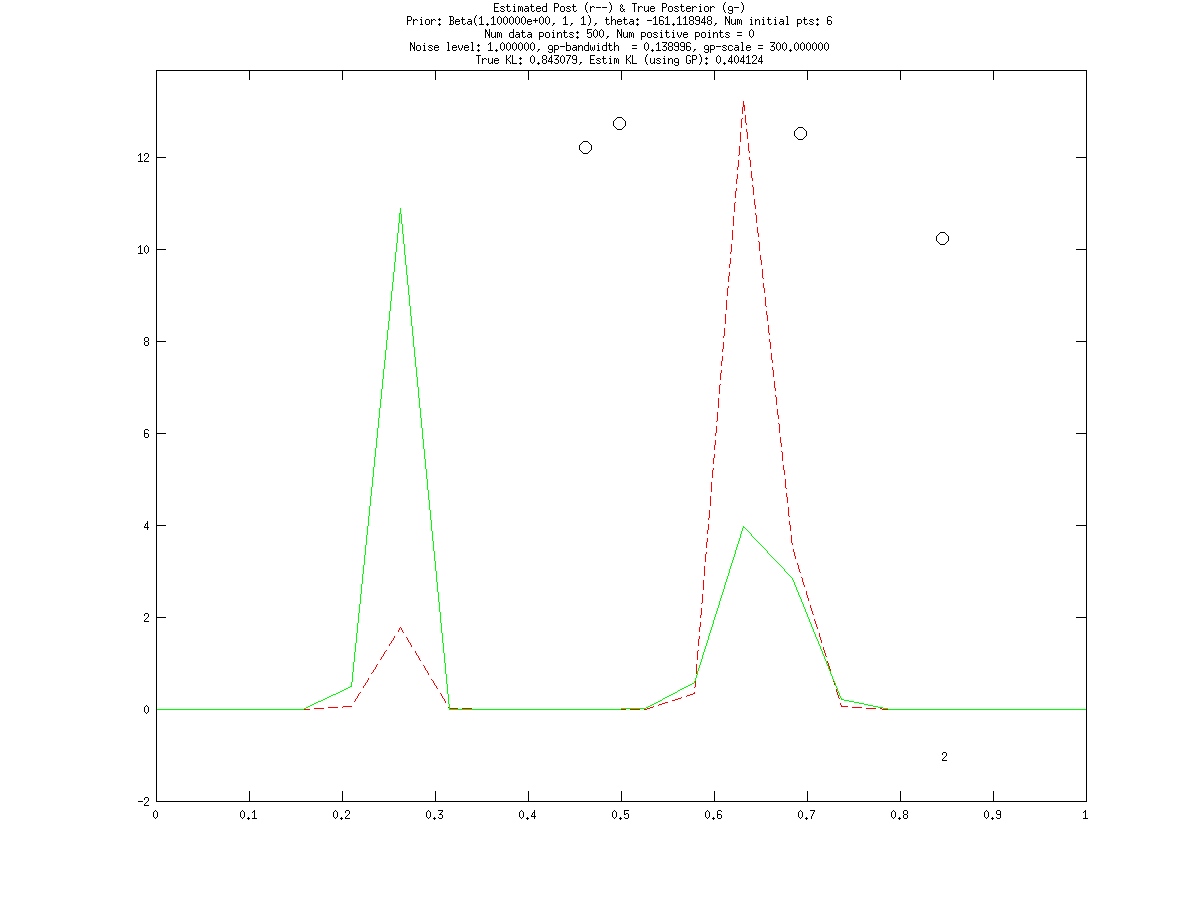 Estimated Post (r--) & True Posterior (g-)
Prior: Beta(1.100000e+00, 1, 1), theta: -161.118948, Num initial pts: 6
Num data points: 500, Num positive points = 0
Noise level: 1.000000, gp-bandwidth  = 0.138996, gp-scale = 300.000000
True KL: 0.843079, Estim KL (using GP): 0.404124
12
10
8
6
4
2
0
2
-2
0 0.1 0.2 0.3 0.4 0.5 0.6 0.7 0.8 0.9 1